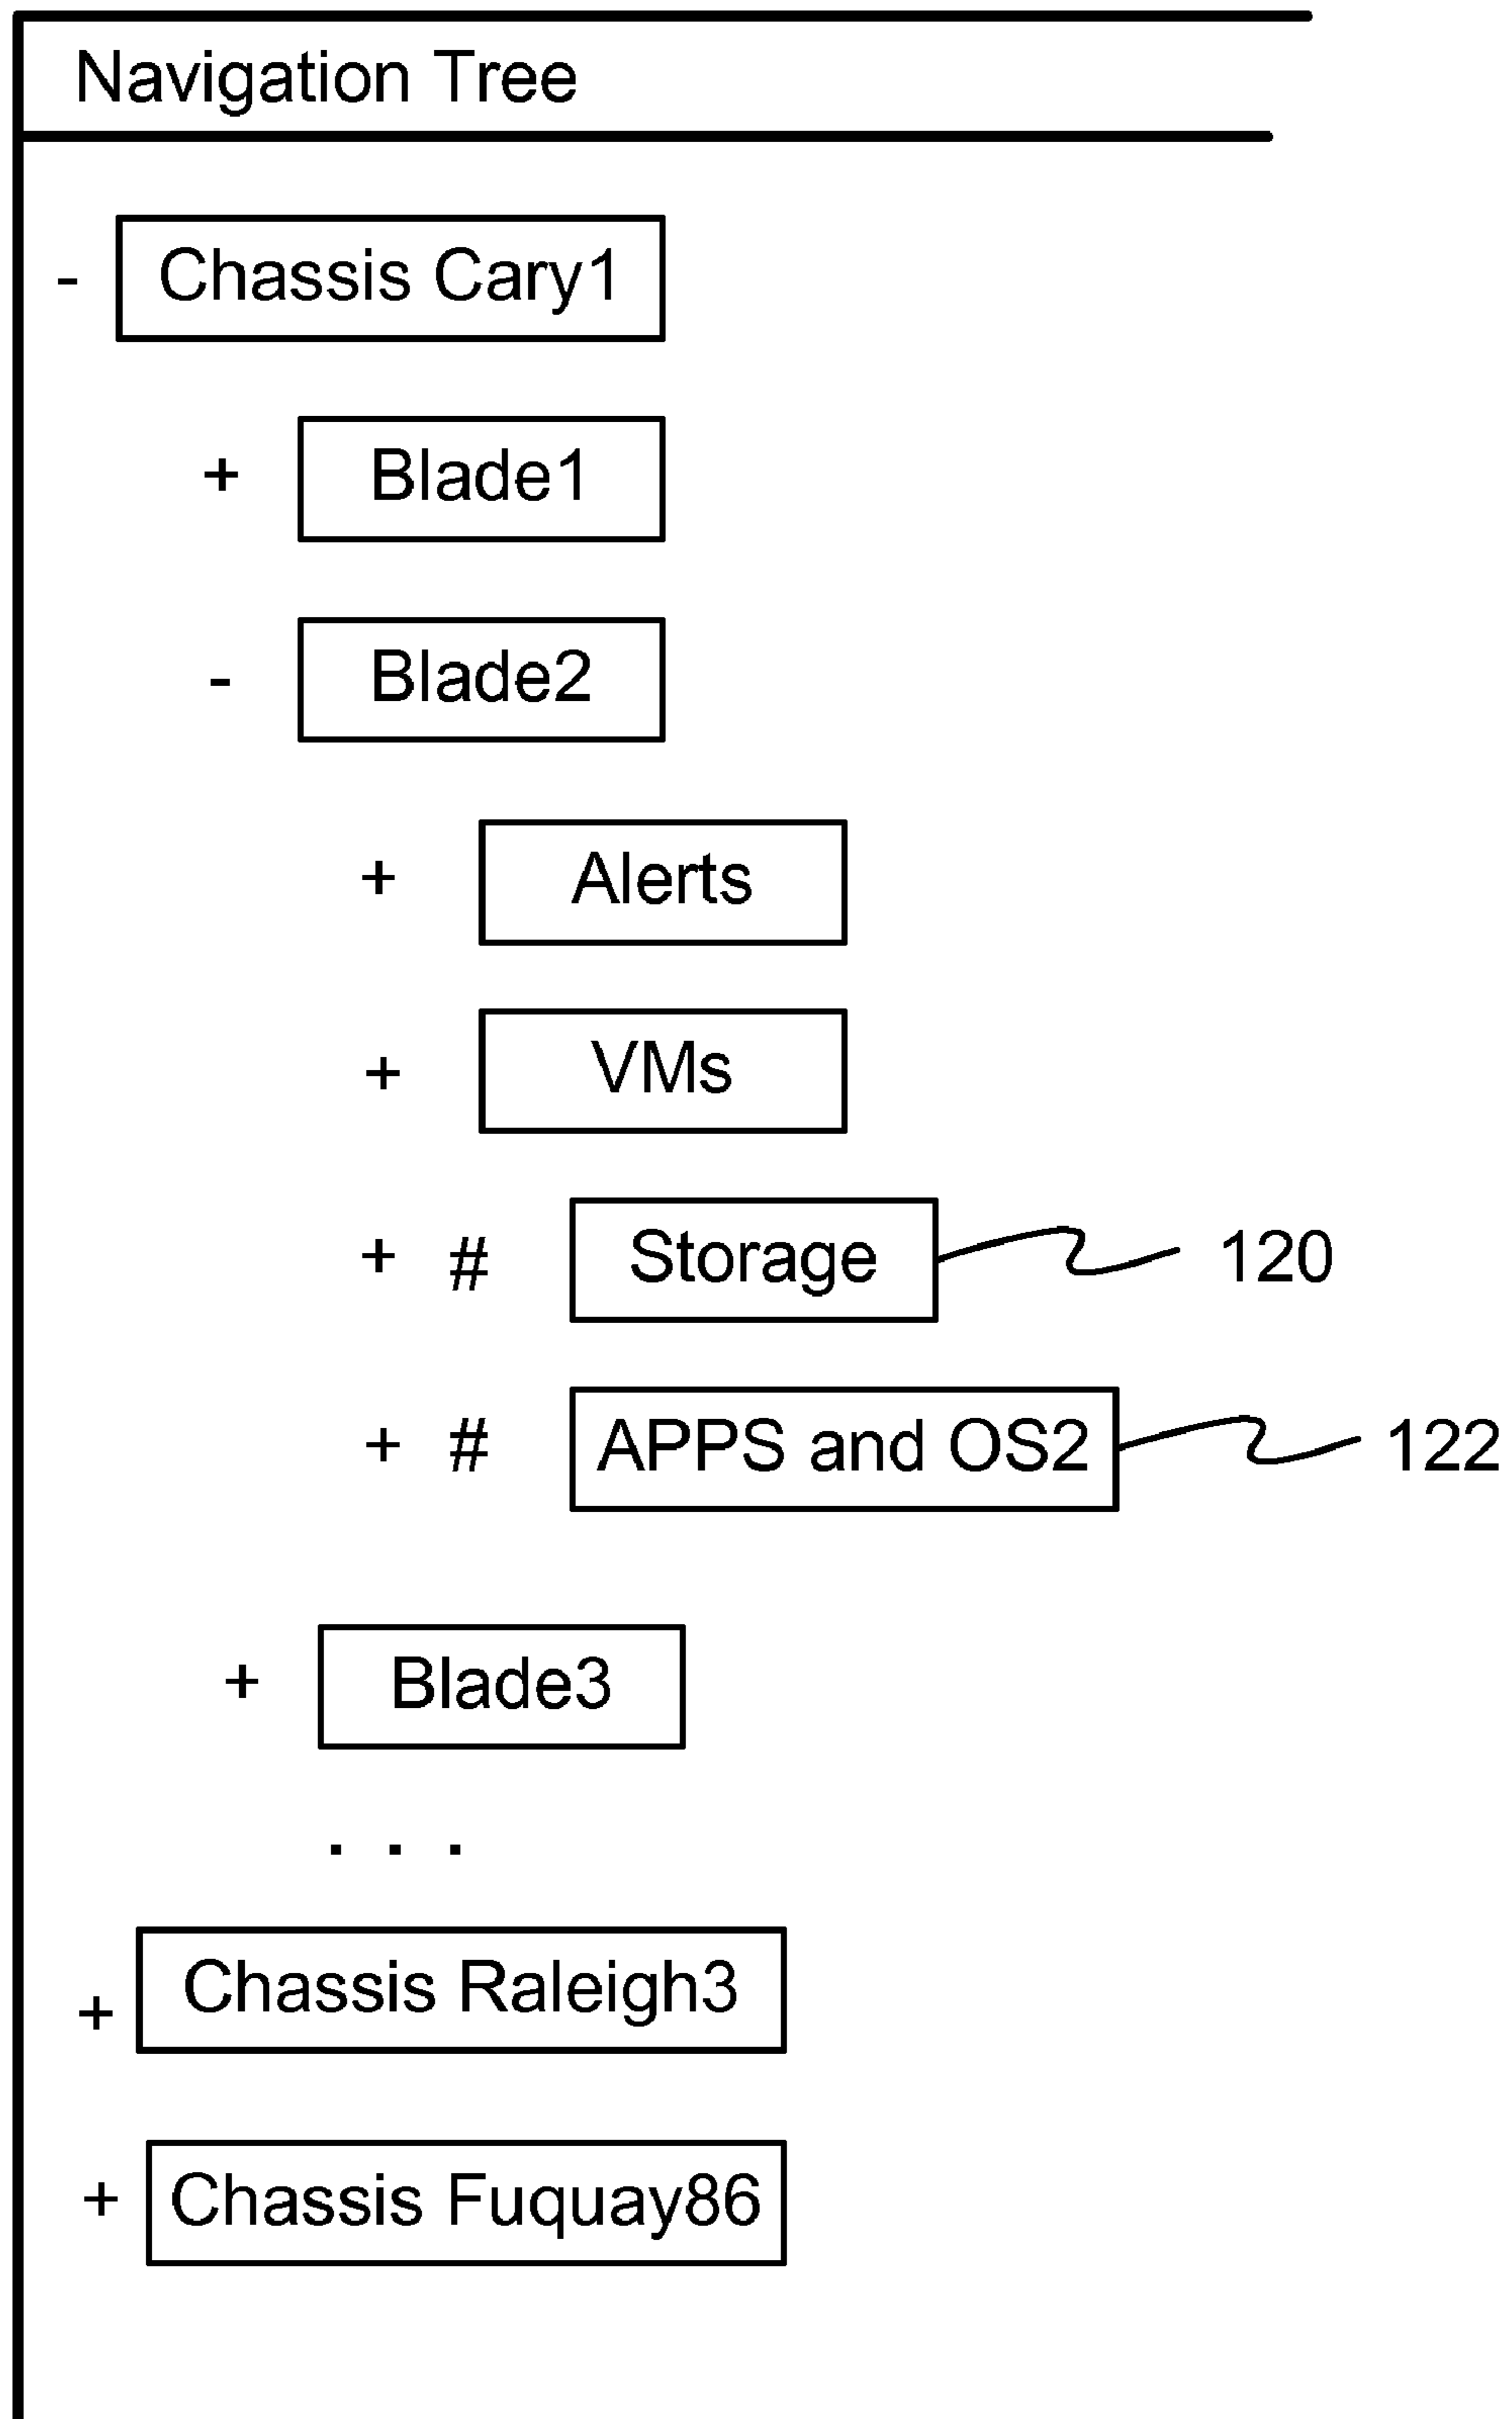 Navigation Tree
- Chassis Cary1
+ Blade1
- Blade2
+ Alerts
+ VMs
+ # Storage 120
+ # APPS and OS2 122
+ Blade3
. . .
+ Chassis Raleigh3
+ Chassis Fuquay86